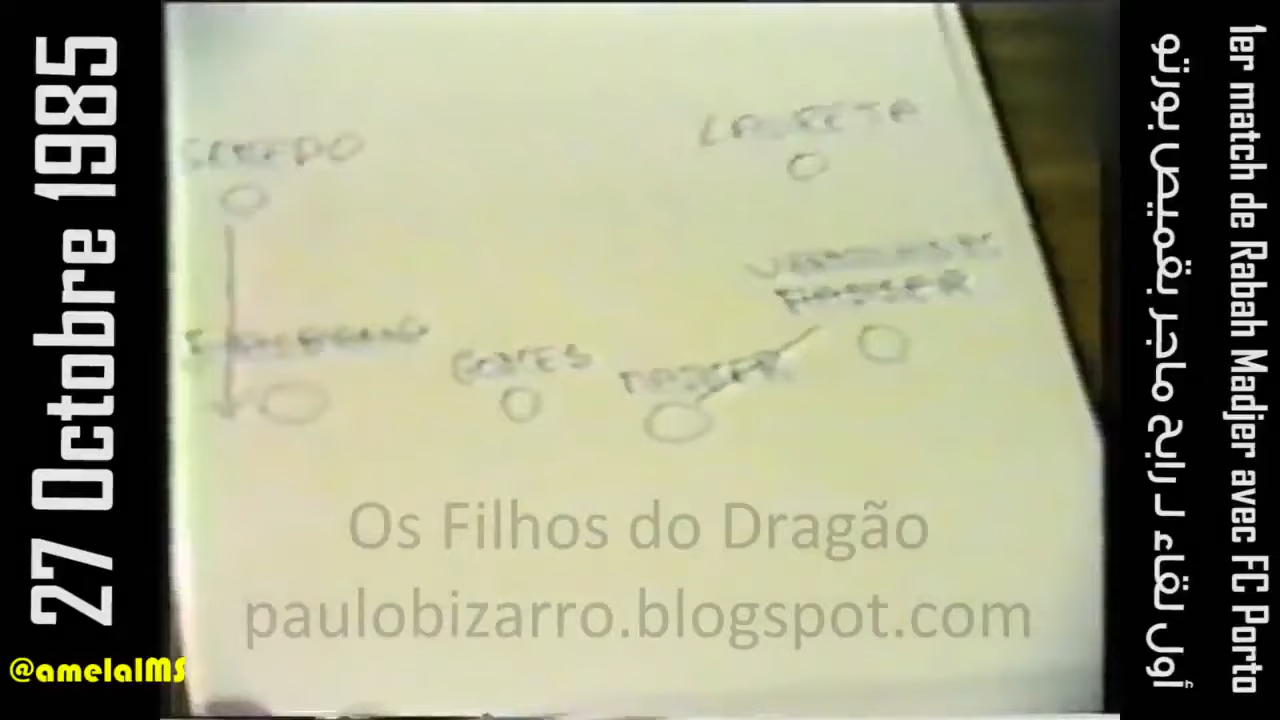 27 Octobre 1985
@amelalMS
LAURETA
GOMES
MADJER
Os Filhos do Dragão
paulobizarro.blogspot.com
أول لقاء لـ رابح ماجر بقميص بورتو
1er match de Rabah Madjer avec FC Porto